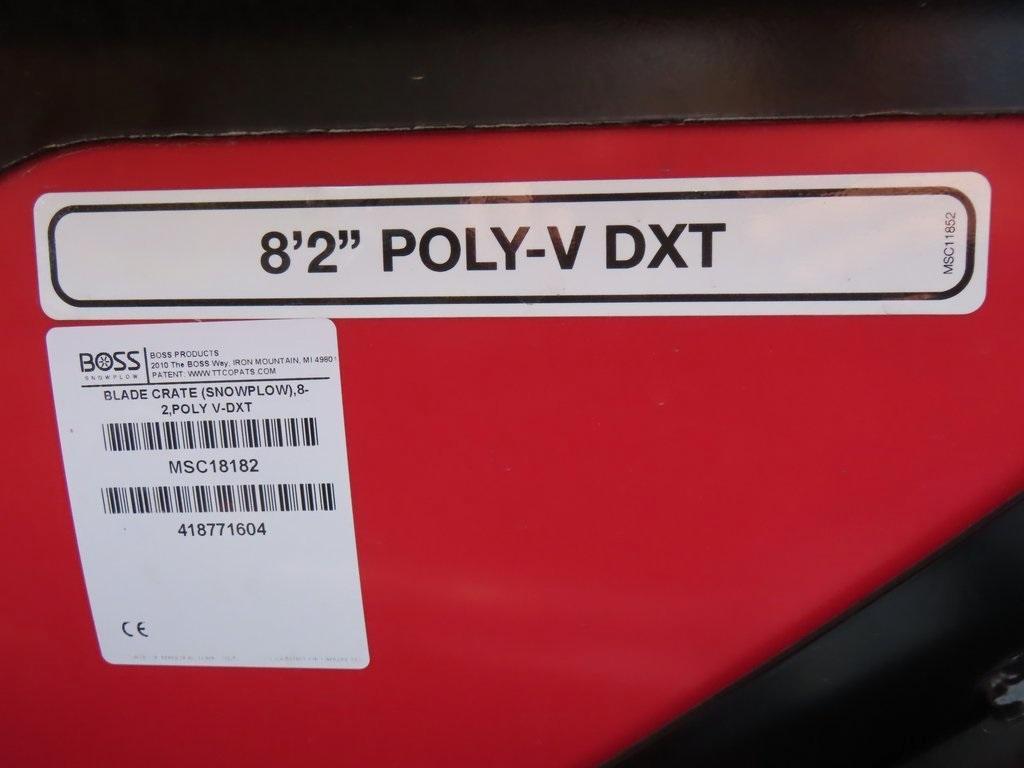 8’2” POLY-V DXT
MSC11852
BOSS
SNOWPLOW
BOSS PRODUCTS
2010 The BOSS Way, IRON MOUNTAIN, MI 49801
PATENT: WWW.TTCOPATS.COM
BLADE CRATE (SNOWPLOW),8-
2,POLY V-DXT
MSC18182
418771604
CE